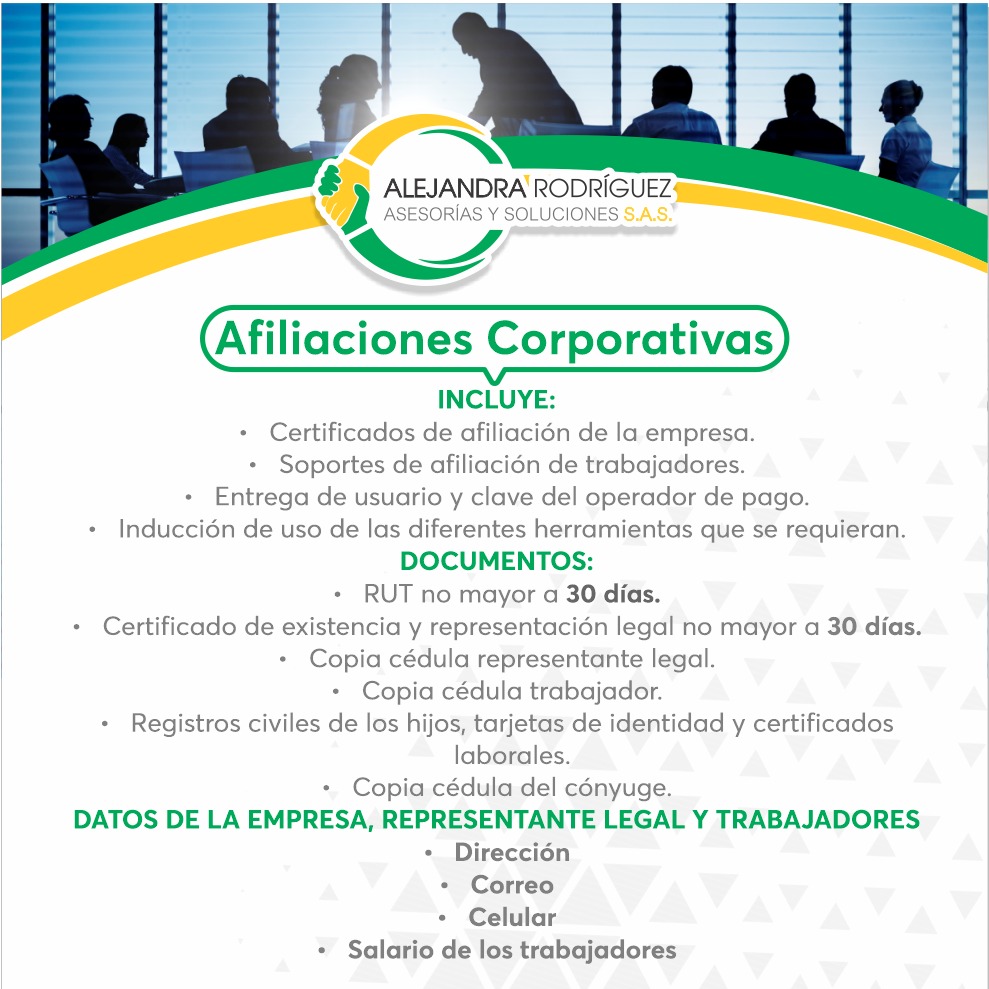 ALEJANDRA RODRÍGUEZ
ASESORÍAS Y SOLUCIONES S.A.S.
Afiliaciones Corporativas
INCLUYE:
• Certificados de afiliación de la empresa.
• Soportes de afiliación de trabajadores.
• Entrega de usuario y clave del operador de pago.
• Inducción de uso de las diferentes herramientas que se requieran.
DOCUMENTOS:
• RUT no mayor a 30 días.
• Certificado de existencia y representación legal no mayor a 30 días.
• Copia cédula representante legal.
• Copia cédula trabajador.
• Registros civiles de los hijos, tarjetas de identidad y certificados
laborales.
• Copia cédula del cónyuge.
DATOS DE LA EMPRESA, REPRESENTANTE LEGAL Y TRABAJADORES
• Dirección
• Correo
• Celular
• Salario de los trabajadores